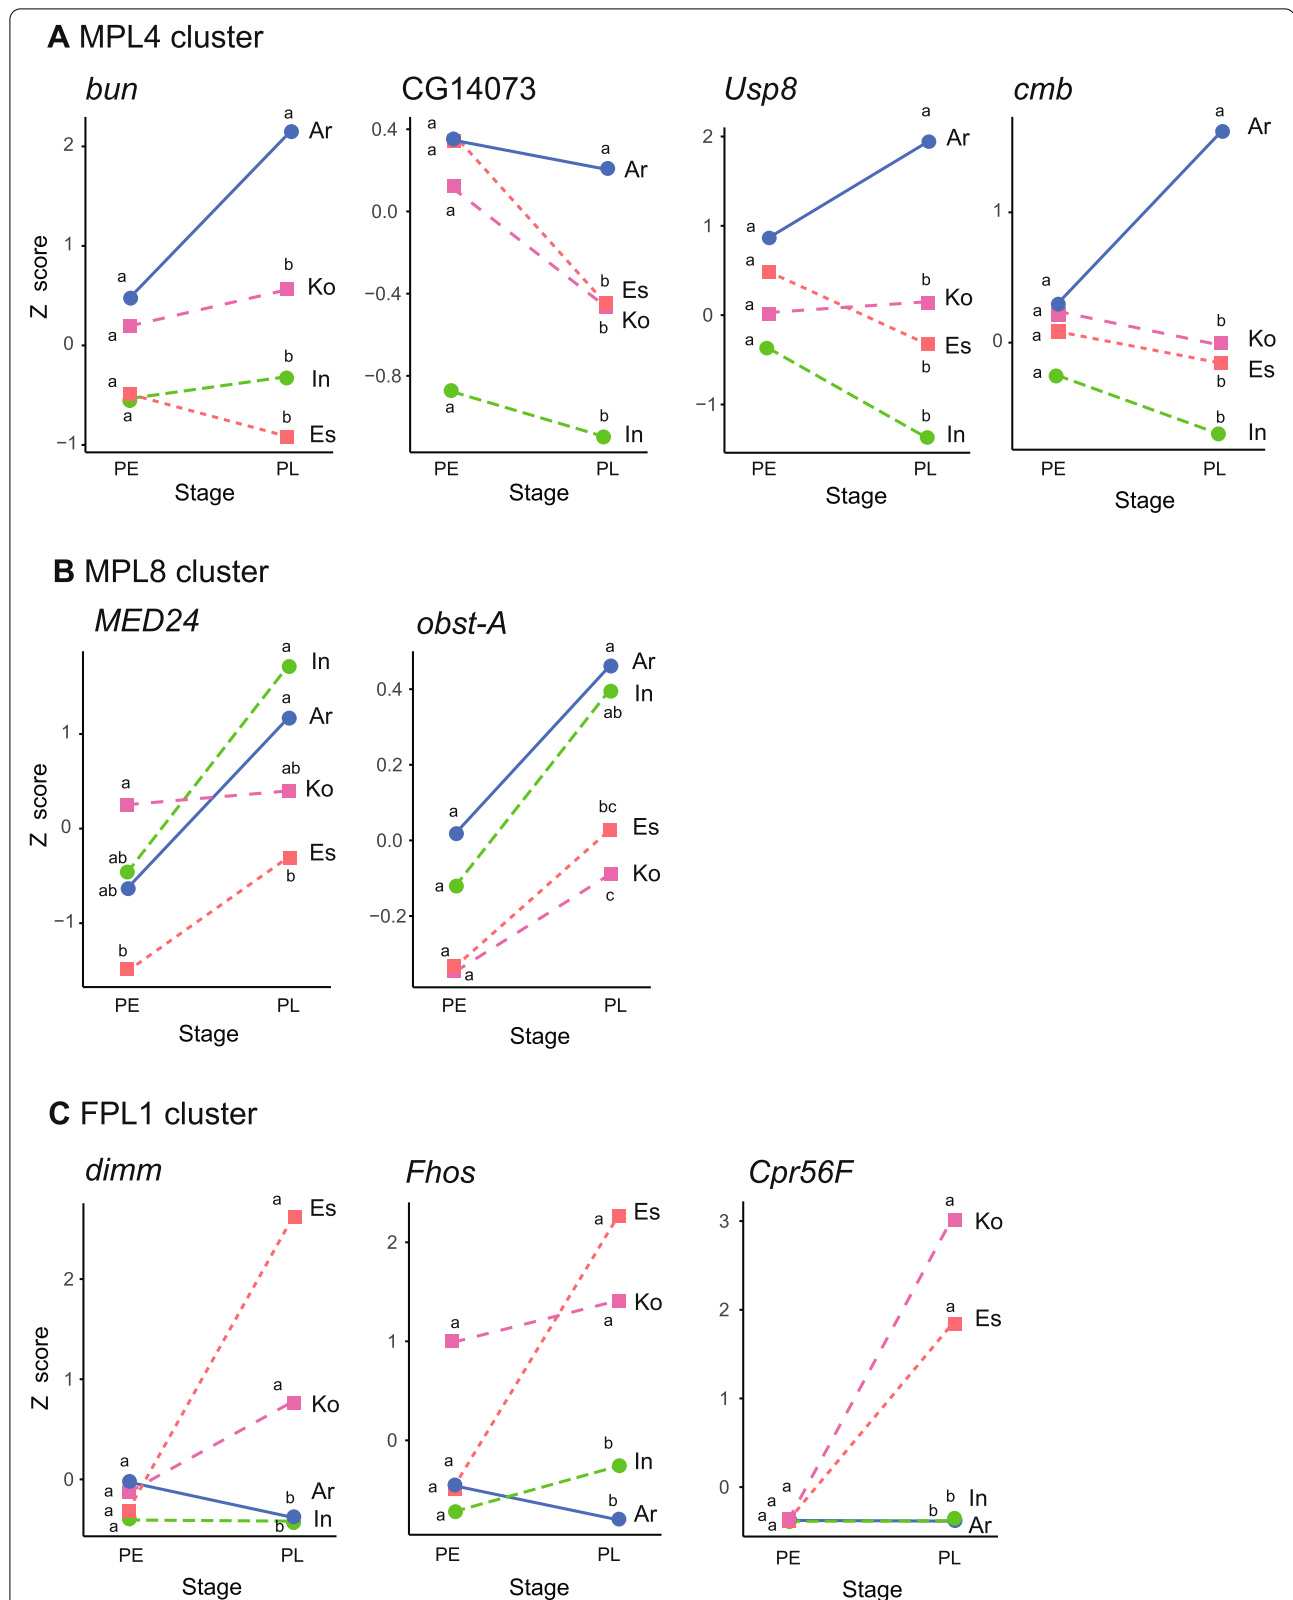 A MPL4 cluster
bun
CG14073
Usp8
cmb
Z score
2
1
0
−1
a
a
a
a
a
b
b
b
Ar
Ko
In
Es
PE
PL
Stage
0.4
0.0
−0.4
−0.8
a
a
a
a
a
b
b
b
Ar
Es
Ko
In
PE
PL
Stage
2
1
0
−1
a
a
a
a
a
b
b
b
Ar
Ko
Es
In
PE
PL
Stage
1
0
a
a
a
a
a
b
b
b
Ar
Ko
Es
In
PE
PL
Stage
B MPL8 cluster
MED24
obst-A
Z score
1
0
−1
a
ab
ab
b
a
a
ab
b
In
Ar
Ko
Es
PE
PL
Stage
0.4
0.2
0.0
−0.2
a
a
a
a
a
ab
bc
c
Ar
In
Es
Ko
PE
PL
Stage
C FPL1 cluster
dimm
Fhos
Cpr56F
Z score
2
1
0
a
a
a
a
a
a
b
b
Es
Ko
Ar
In
PE
PL
Stage
2
1
0
a
a
a
a
a
a
b
b
Es
Ko
In
Ar
PE
PL
Stage
3
2
1
0
a
a
a
a
a
a
b
b
Ko
Es
In
Ar
PE
PL
Stage